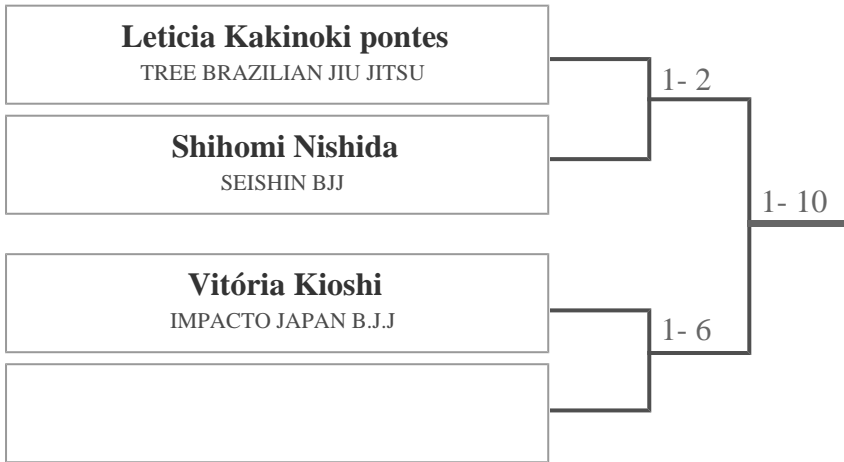 Leticia Kakinoki pontes
TREE BRAZILIAN JIU JITSU
1- 2
Shihomi Nishida
SEISHIN BJJ
1- 10
Vitória Kioshi
IMPACTO JAPAN B.J.J
1- 6